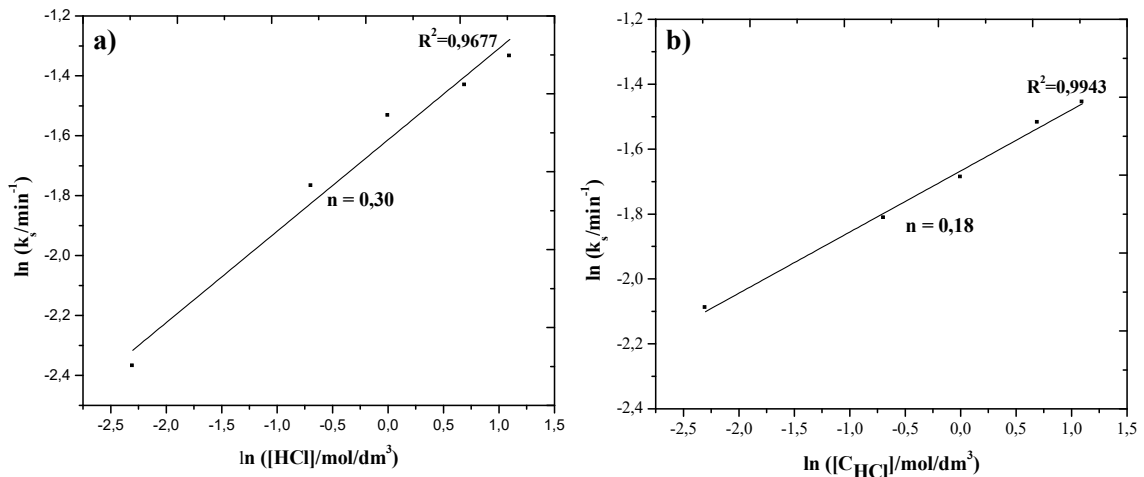 a)
R²=0,9677
n = 0,30
-1,2
-1,4
-1,6
-1,8
-2,0
-2,2
-2,4
ln (kₛ/min⁻¹)
-2,5 -2,0 -1,5 -1,0 -0,5 0,0 0,5 1,0 1,5
ln ([HCl]/mol/dm³)
b)
R²=0,9943
n = 0,18
-1,2
-1,4
-1,6
-1,8
-2,0
-2,2
-2,4
ln (kₛ/min⁻¹)
-2,5 -2,0 -1,5 -1,0 -0,5 0,0 0,5 1,0 1,5
ln ([C_HCl]/mol/dm³)